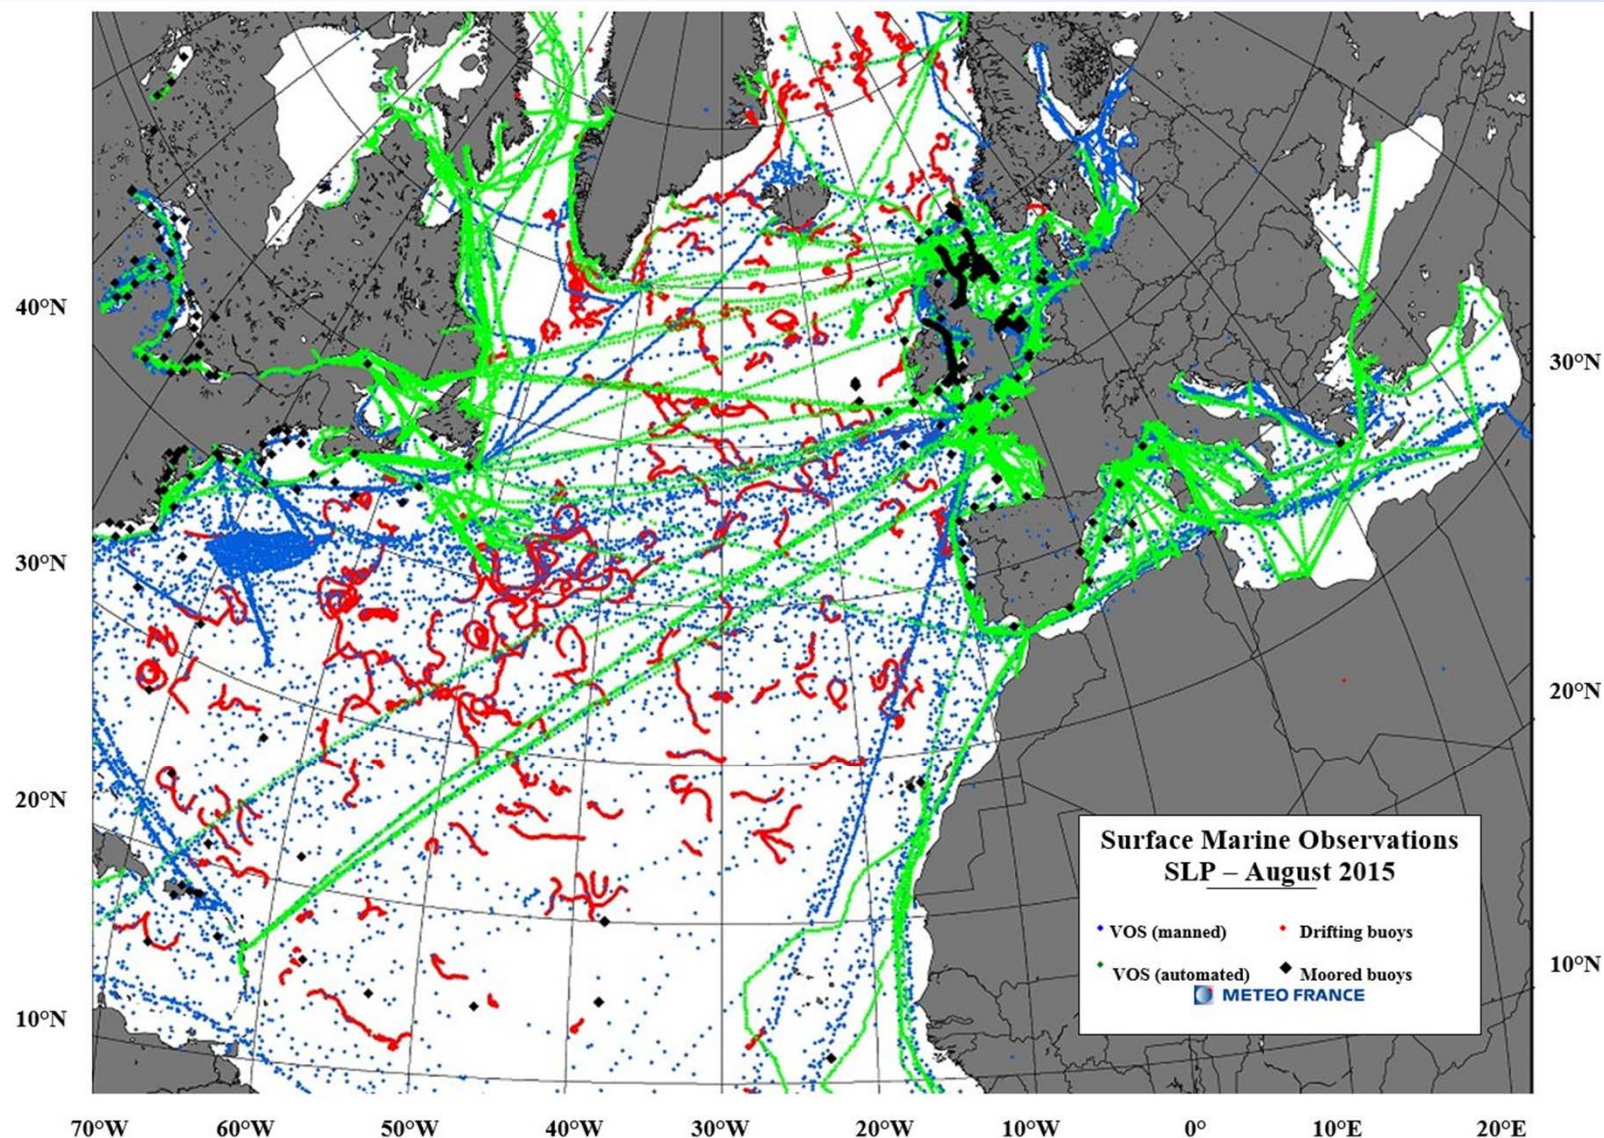 40°N
30°N
30°N
20°N
20°N
Surface Marine Observations
SLP – August 2015
VOS (manned)
Drifting buoys
VOS (automated)
Moored buoys
METEO FRANCE
10°N
10°N
70°W
60°W
50°W
40°W
30°W
20°W
10°W
0°
10°E
20°E